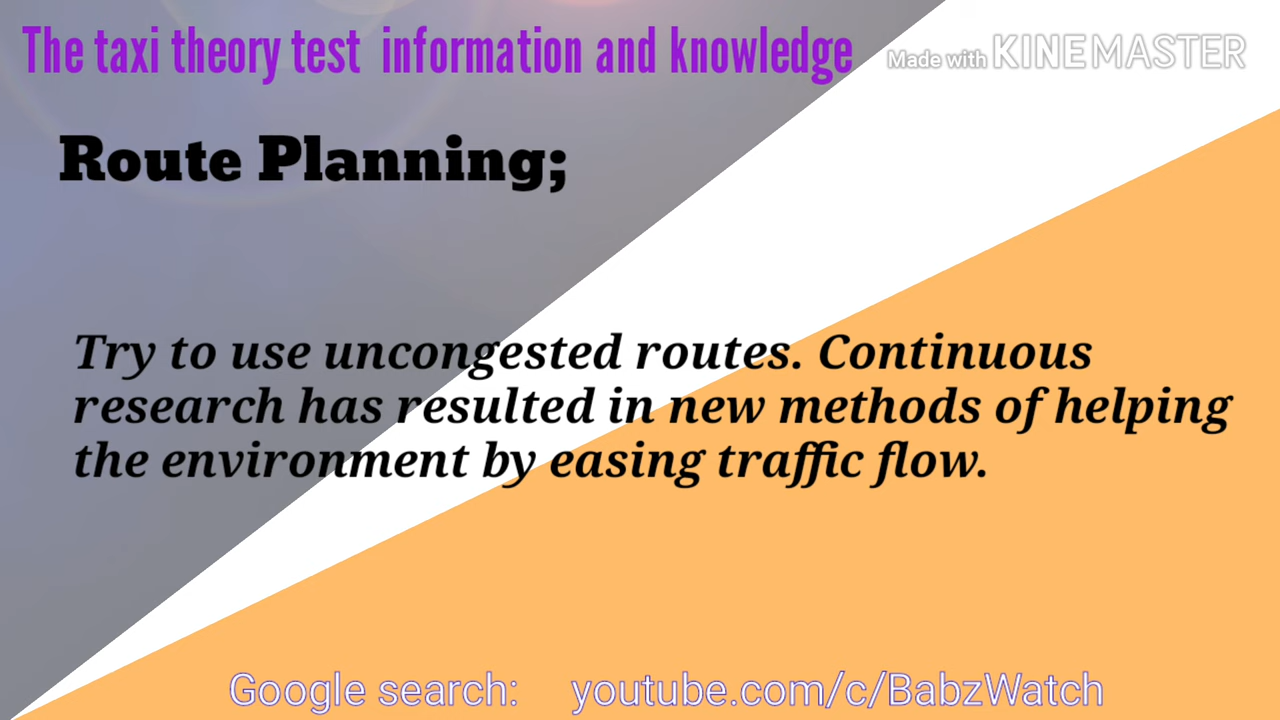 The taxi theory test information and knowledge
Made with KINEMASTER
Route Planning;
Try to use uncongested routes. Continuous
research has resulted in new methods of helping
the environment by easing traffic flow.
Google search: youtube.com/c/BabzWatch